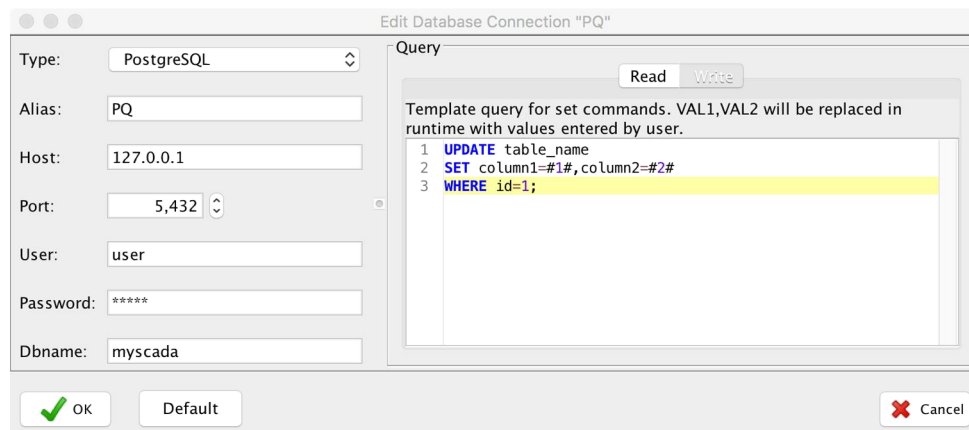 Edit Database Connection "PQ"
Type: PostgreSQL
Alias: PQ
Host: 127.0.0.1
Port: 5,432
User: user
Password: *****
Dbname: myscada
Query
Read Write
Template query for set commands. VAL1,VAL2 will be replaced in
runtime with values entered by user.
1 UPDATE table_name
2 SET column1=#1#,column2=#2#
3 WHERE id=1;
OK Default Cancel